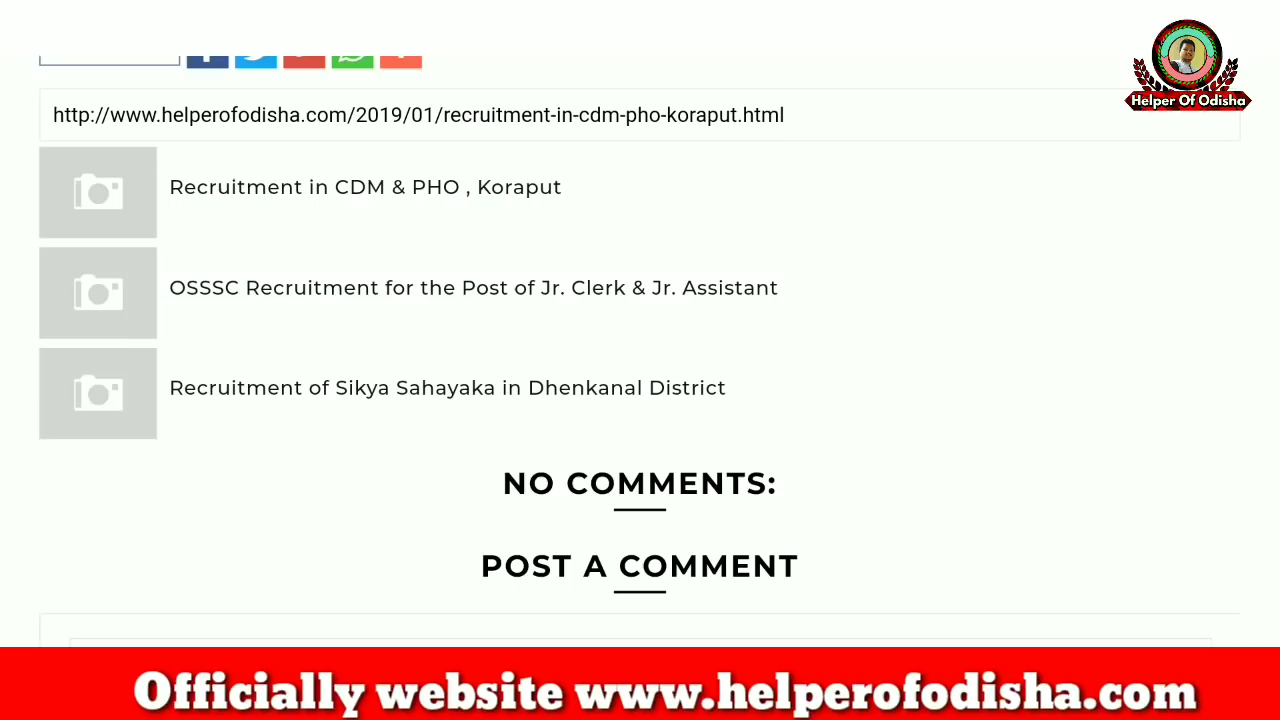 Helper Of Odisha
http://www.helperofodisha.com/2019/01/recruitment-in-cdm-pho-koraput.html
Recruitment in CDM & PHO , Koraput
OSSSC Recruitment for the Post of Jr. Clerk & Jr. Assistant
Recruitment of Sikya Sahayaka in Dhenkanal District
NO COMMENTS:
POST A COMMENT
Officially website www.helperofodisha.com